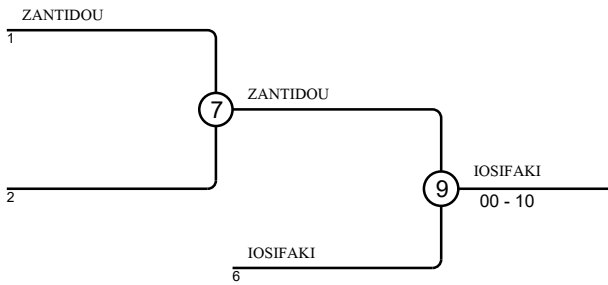 ZANTIDOU
1
7
ZANTIDOU
2
9
IOSIFAKI
00 - 10
IOSIFAKI
6